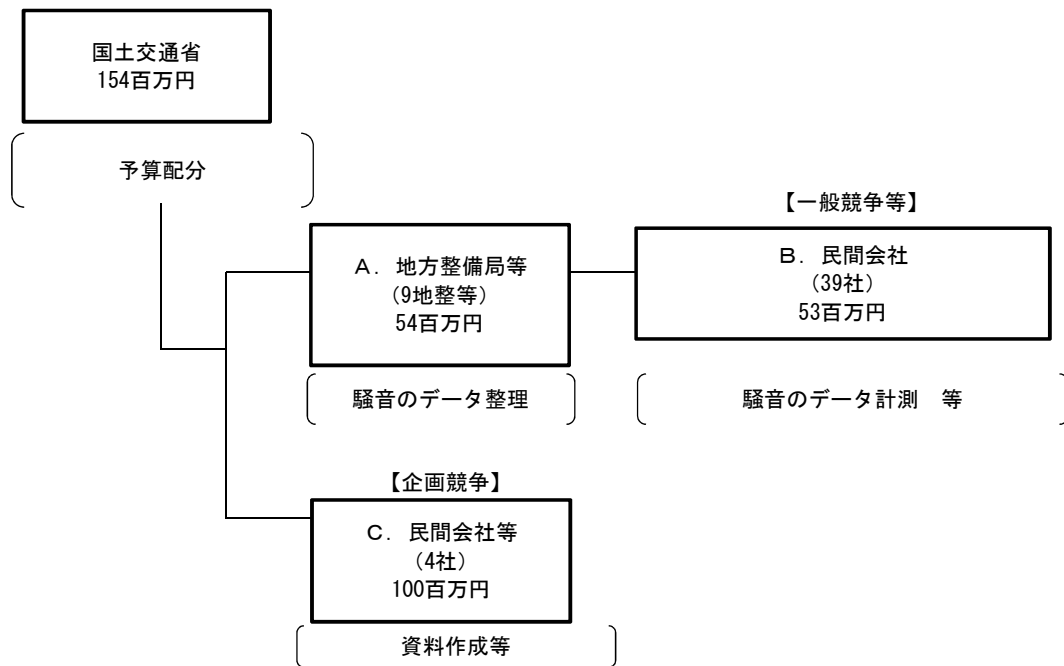 国土交通省
154百万円
予算配分
【一般競争等】
A. 地方整備局等
(9地整等)
54百万円
B. 民間会社
(39社)
53百万円
騒音のデータ整理
騒音のデータ計測 等
【企画競争】
C. 民間会社等
(4社)
100百万円
資料作成等